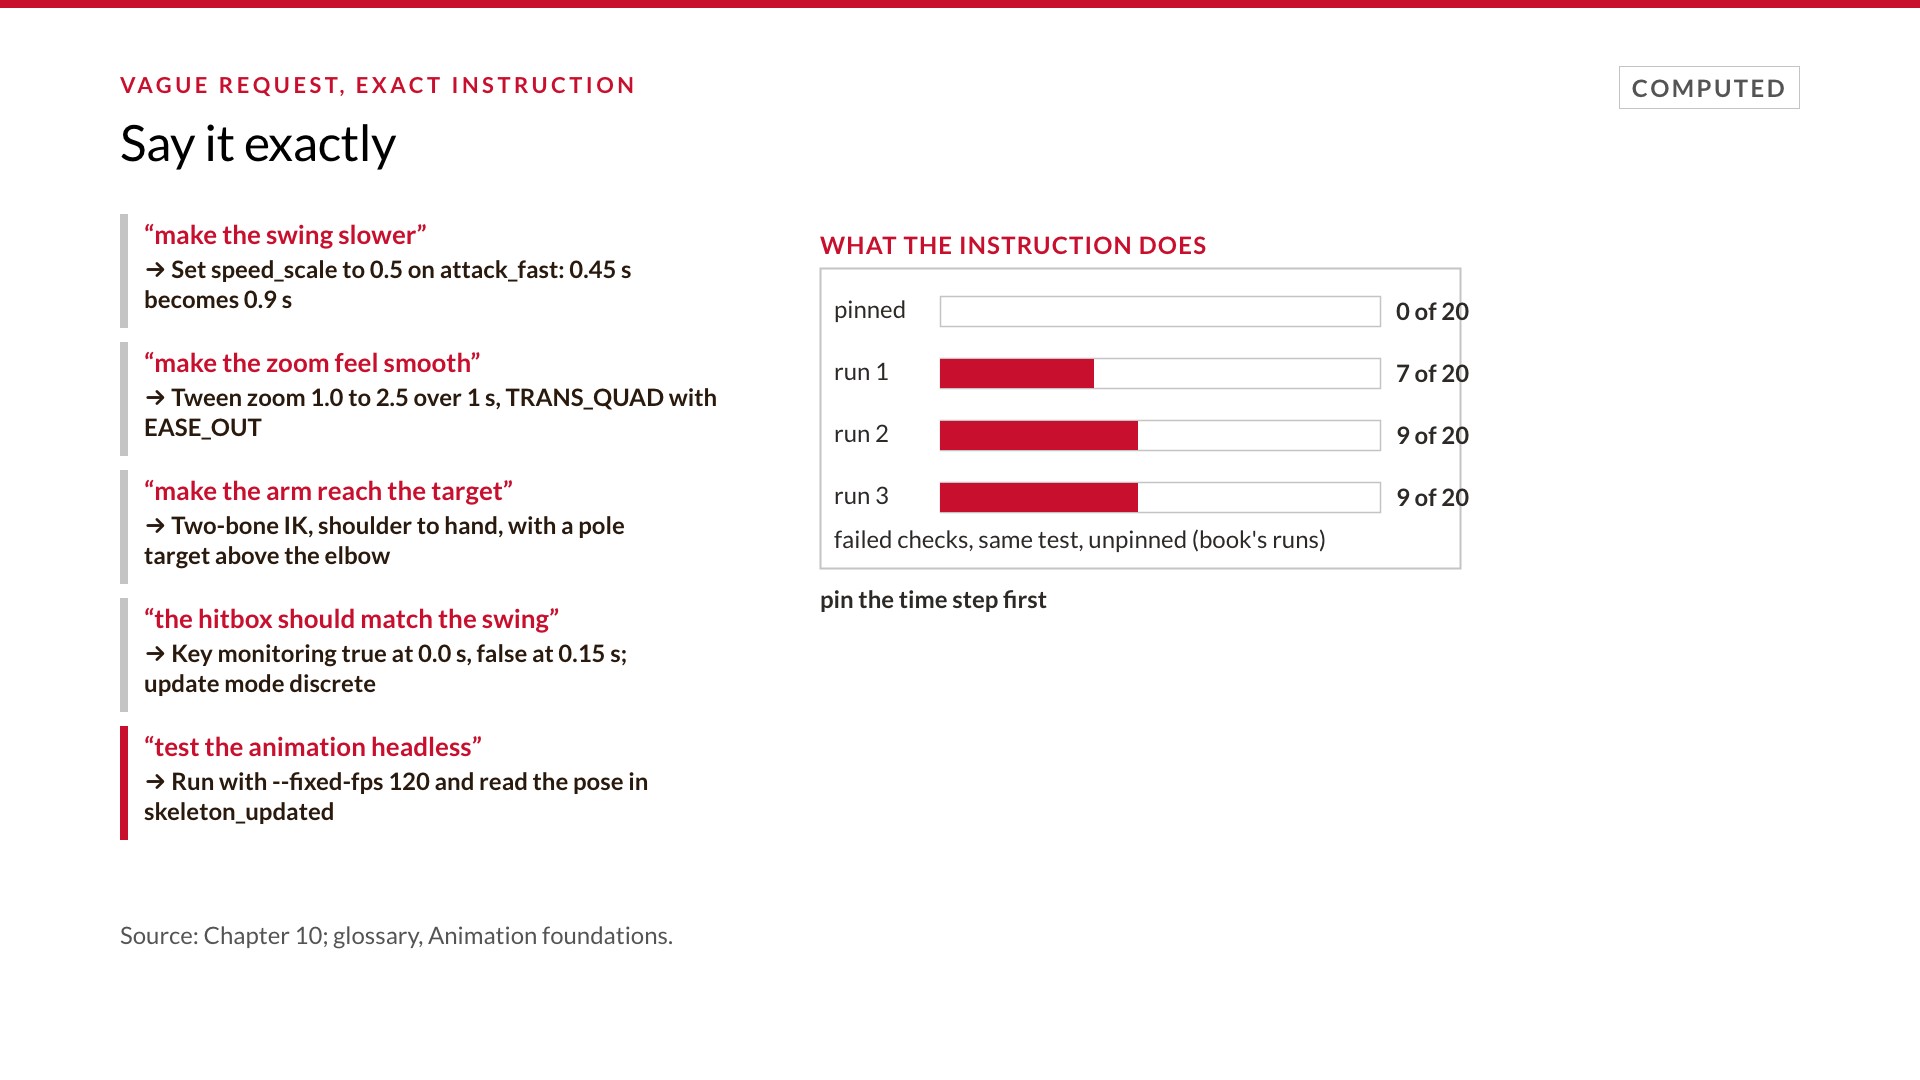 VAGUE REQUEST, EXACT INSTRUCTION
COMPUTED
Say it exactly
“make the swing slower”
→ Set speed_scale to 0.5 on attack_fast: 0.45 s
becomes 0.9 s
“make the zoom feel smooth”
→ Tween zoom 1.0 to 2.5 over 1 s, TRANS_QUAD with
EASE_OUT
“make the arm reach the target”
→ Two-bone IK, shoulder to hand, with a pole
target above the elbow
“the hitbox should match the swing”
→ Key monitoring true at 0.0 s, false at 0.15 s;
update mode discrete
“test the animation headless”
→ Run with --fixed-fps 120 and read the pose in
skeleton_updated
WHAT THE INSTRUCTION DOES
pinned 0 of 20
run 1 7 of 20
run 2 9 of 20
run 3 9 of 20
failed checks, same test, unpinned (book's runs)
pin the time step first
Source: Chapter 10; glossary, Animation foundations.